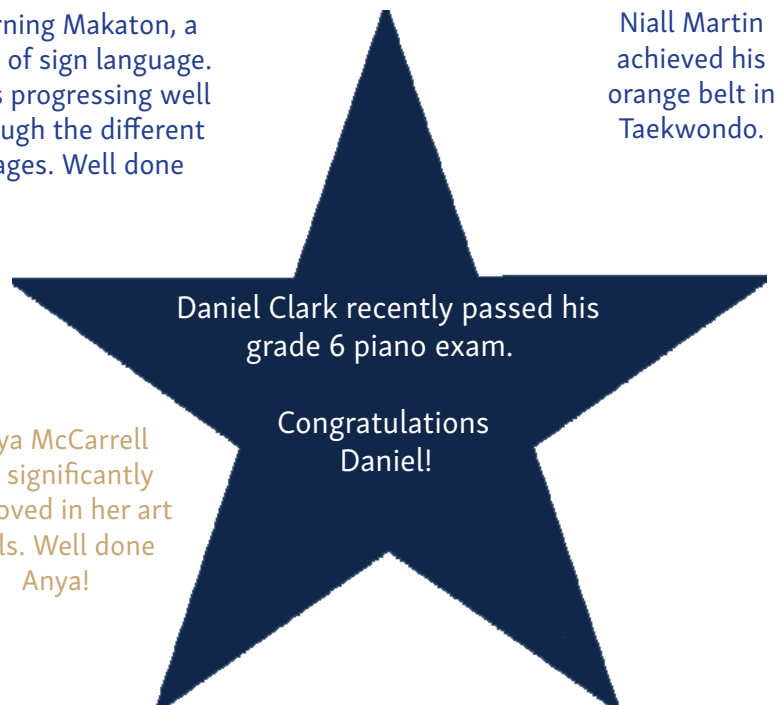 rning Makaton, a
of sign language.
s progressing well
ugh the different
ages. Well done
Niall Martin
achieved his
orange belt in
Taekwondo.
Daniel Clark recently passed his
grade 6 piano exam.
Congratulations
Daniel!
ya McCarrell
significantly
oved in her art
ls. Well done
Anya!